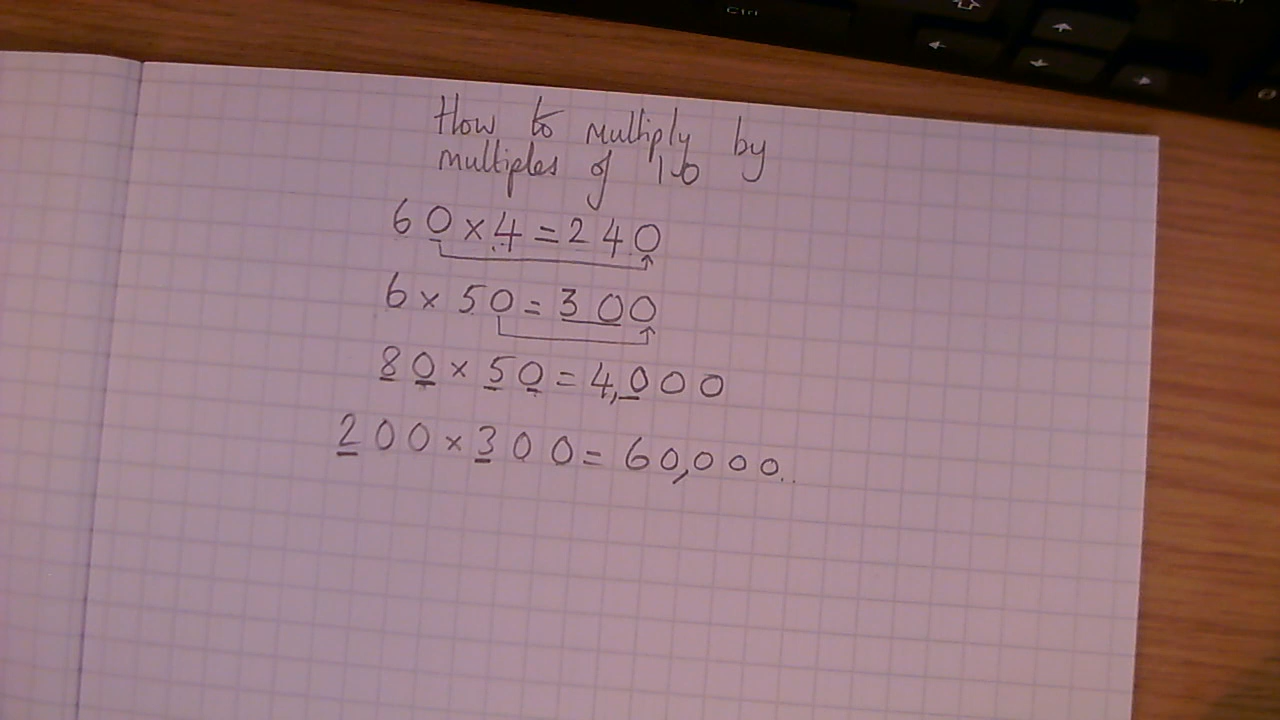 Ctrl
How to multiply by
multiples of 10
60 × 4 = 240
6 × 50 = 300
80 × 50 = 4,000
200 × 300 = 60,000